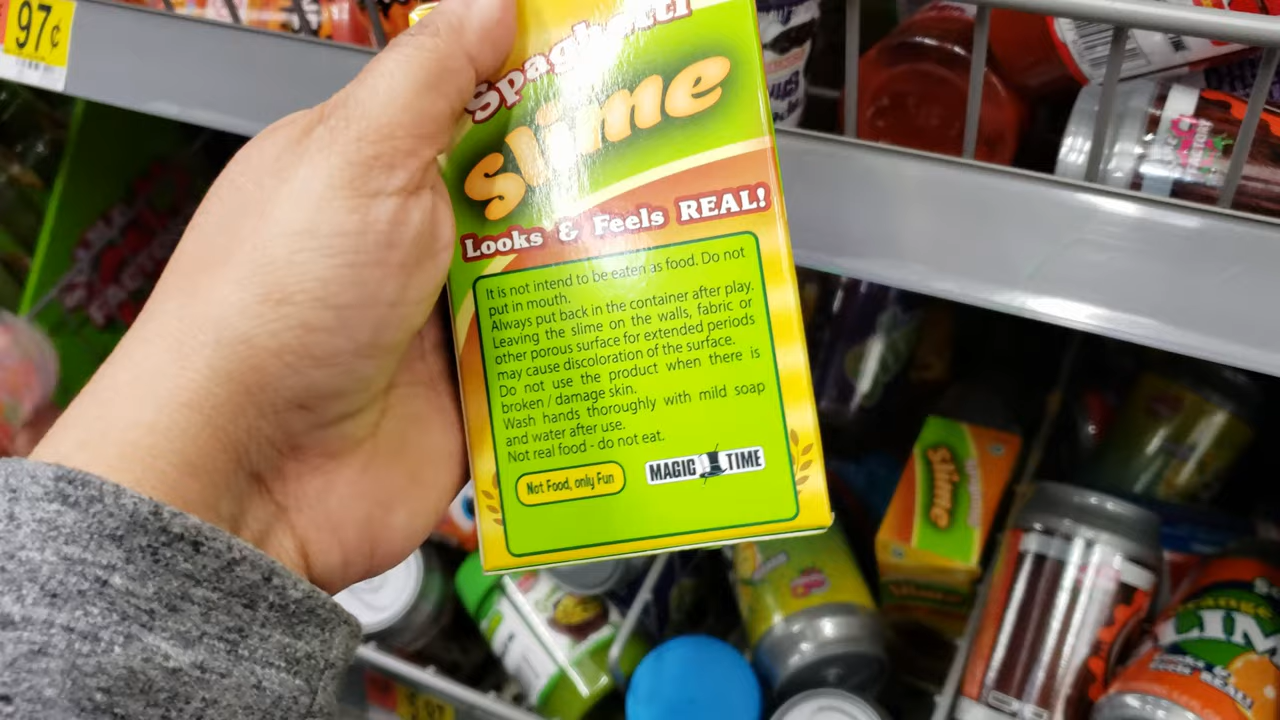 97¢
Spaghetti
Slime
Looks & Feels REAL!
It is not intend to be eaten as food. Do not
put in mouth.
Always put back in the container after play.
Leaving the slime on the walls, fabric or
other porous surface for extended periods
may cause discoloration of the surface.
Do not use the product when there is
broken / damage skin.
Wash hands thoroughly with mild soap
and water after use.
Not real food - do not eat.
Not Food, only Fun
MAGIC TIME
Slime